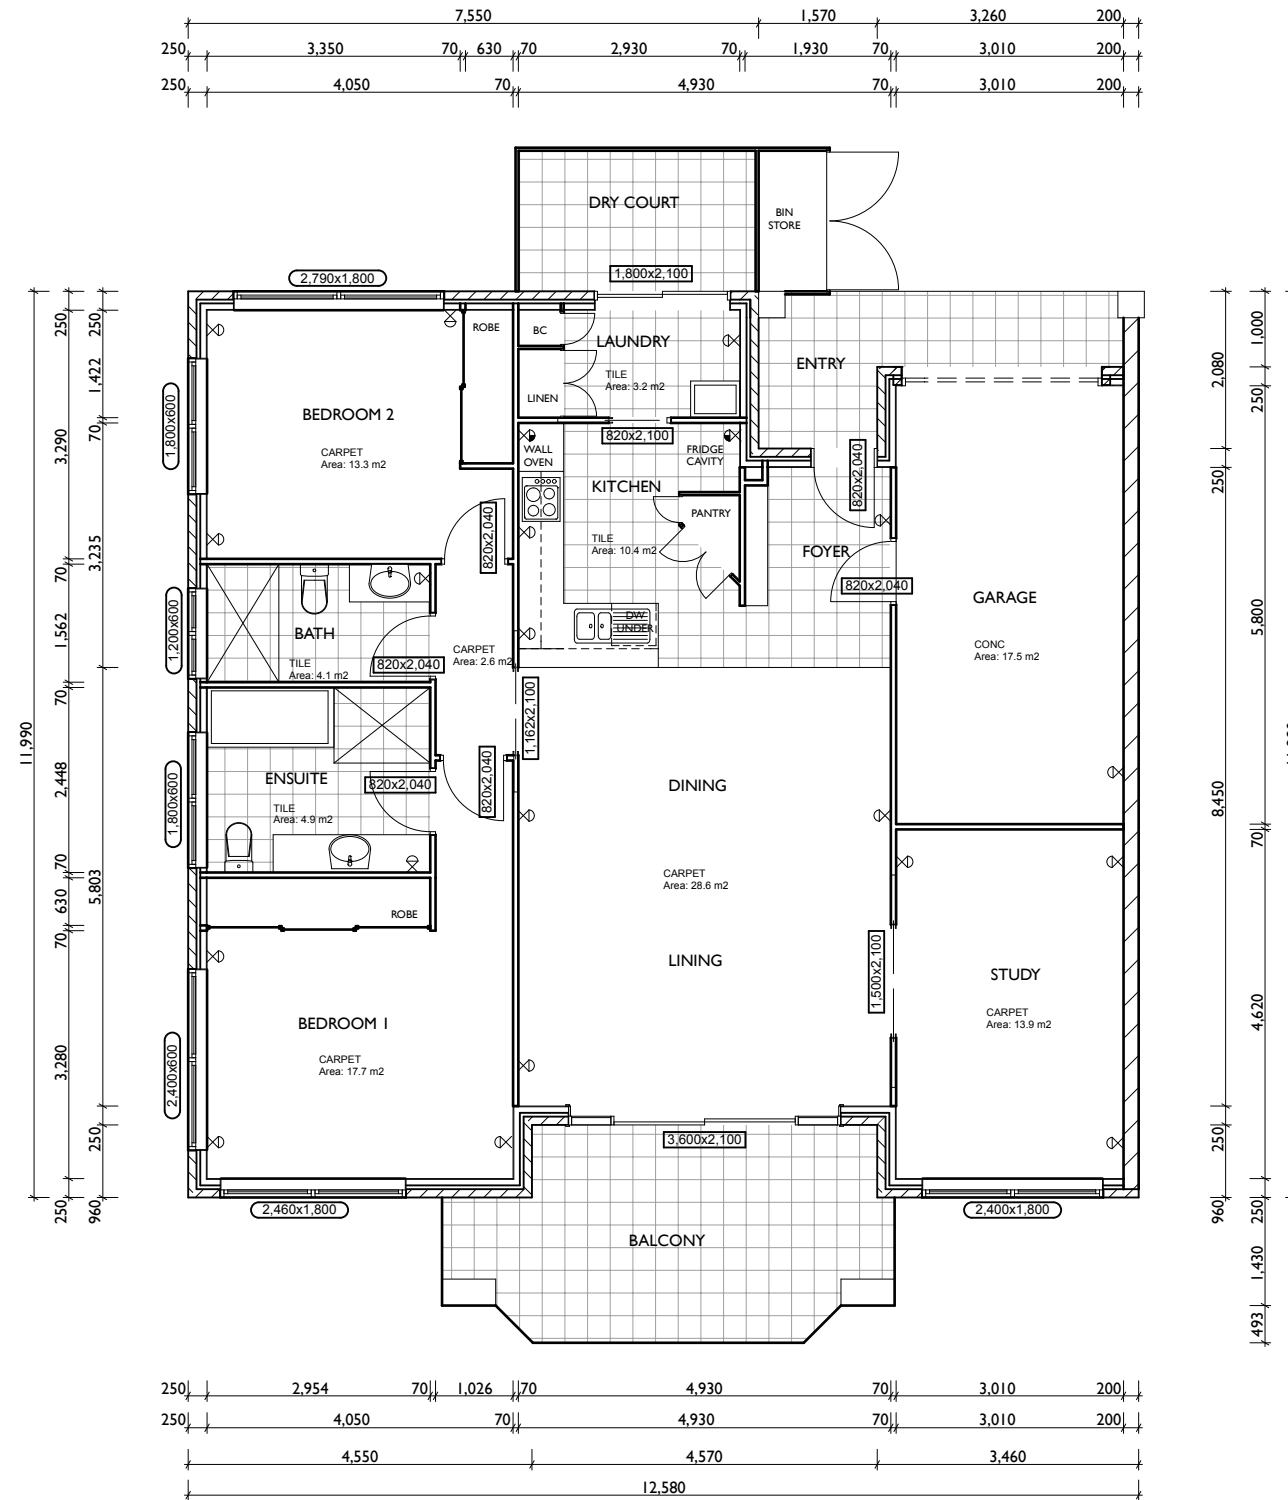 7,550 1,570 3,260 200
250 3,350 70 630 70 2,930 70 1,930 70 3,010 200
250 4,050 70 4,930 70 3,010 200
DRY COURT
BIN
STORE
1,800x2,100
2,790x1,800
ROBE
BC
LAUNDRY
TILE
Area: 3.2 m2
LINEN
ENTRY
BEDROOM 2
CARPET
Area: 13.3 m2
820x2,100
WALL
OVEN
FRIDGE
CAVITY
KITCHEN
PANTRY
TILE
Area: 10.4 m2
820x2,040
FOYER
820x2,040
820x2,040
DW
UNDER
GARAGE
CONC
Area: 17.5 m2
BATH
TILE
Area: 4.1 m2
820x2,040
CARPET
Area: 2.6 m2
1,162x2,100
820x2,040
820x2,040
ENSUITE
TILE
Area: 4.9 m2
DINING
CARPET
Area: 28.6 m2
LINING
ROBE
BEDROOM 1
CARPET
Area: 17.7 m2
1,500x2,100
STUDY
CARPET
Area: 13.9 m2
3,600x2,100
2,460x1,800
2,400x1,800
BALCONY
1,800x600
1,200x600
1,800x600
2,400x600
11,990
250 3,290 70 1,562 70 2,448 70 630 70 3,280 250
250 1,422 70 3,235 5,803 250 960
2,080 250 8,450 250 960
1,000 250 5,800 70 4,620 250 1,430 493
250 2,954 70 1,026 70 4,930 70 3,010 200
250 4,050 70 4,930 70 3,010 200
4,550 4,570 3,460
12,580